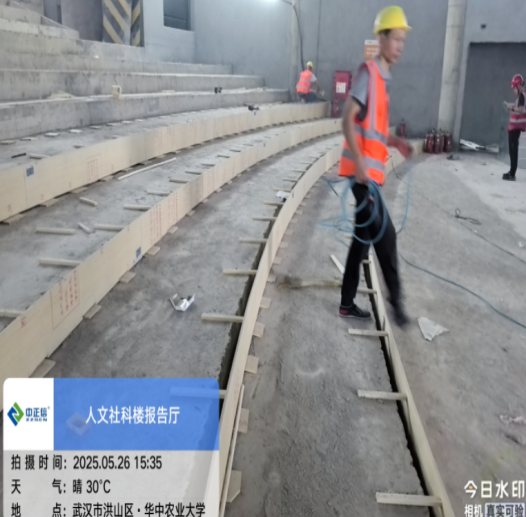 中正信
人文社科楼报告厅
拍摄时间：2025.05.26 15:35
天气：晴 30℃
地点：武汉市洪山区·华中农业大学
今日水印
相机 真实可验